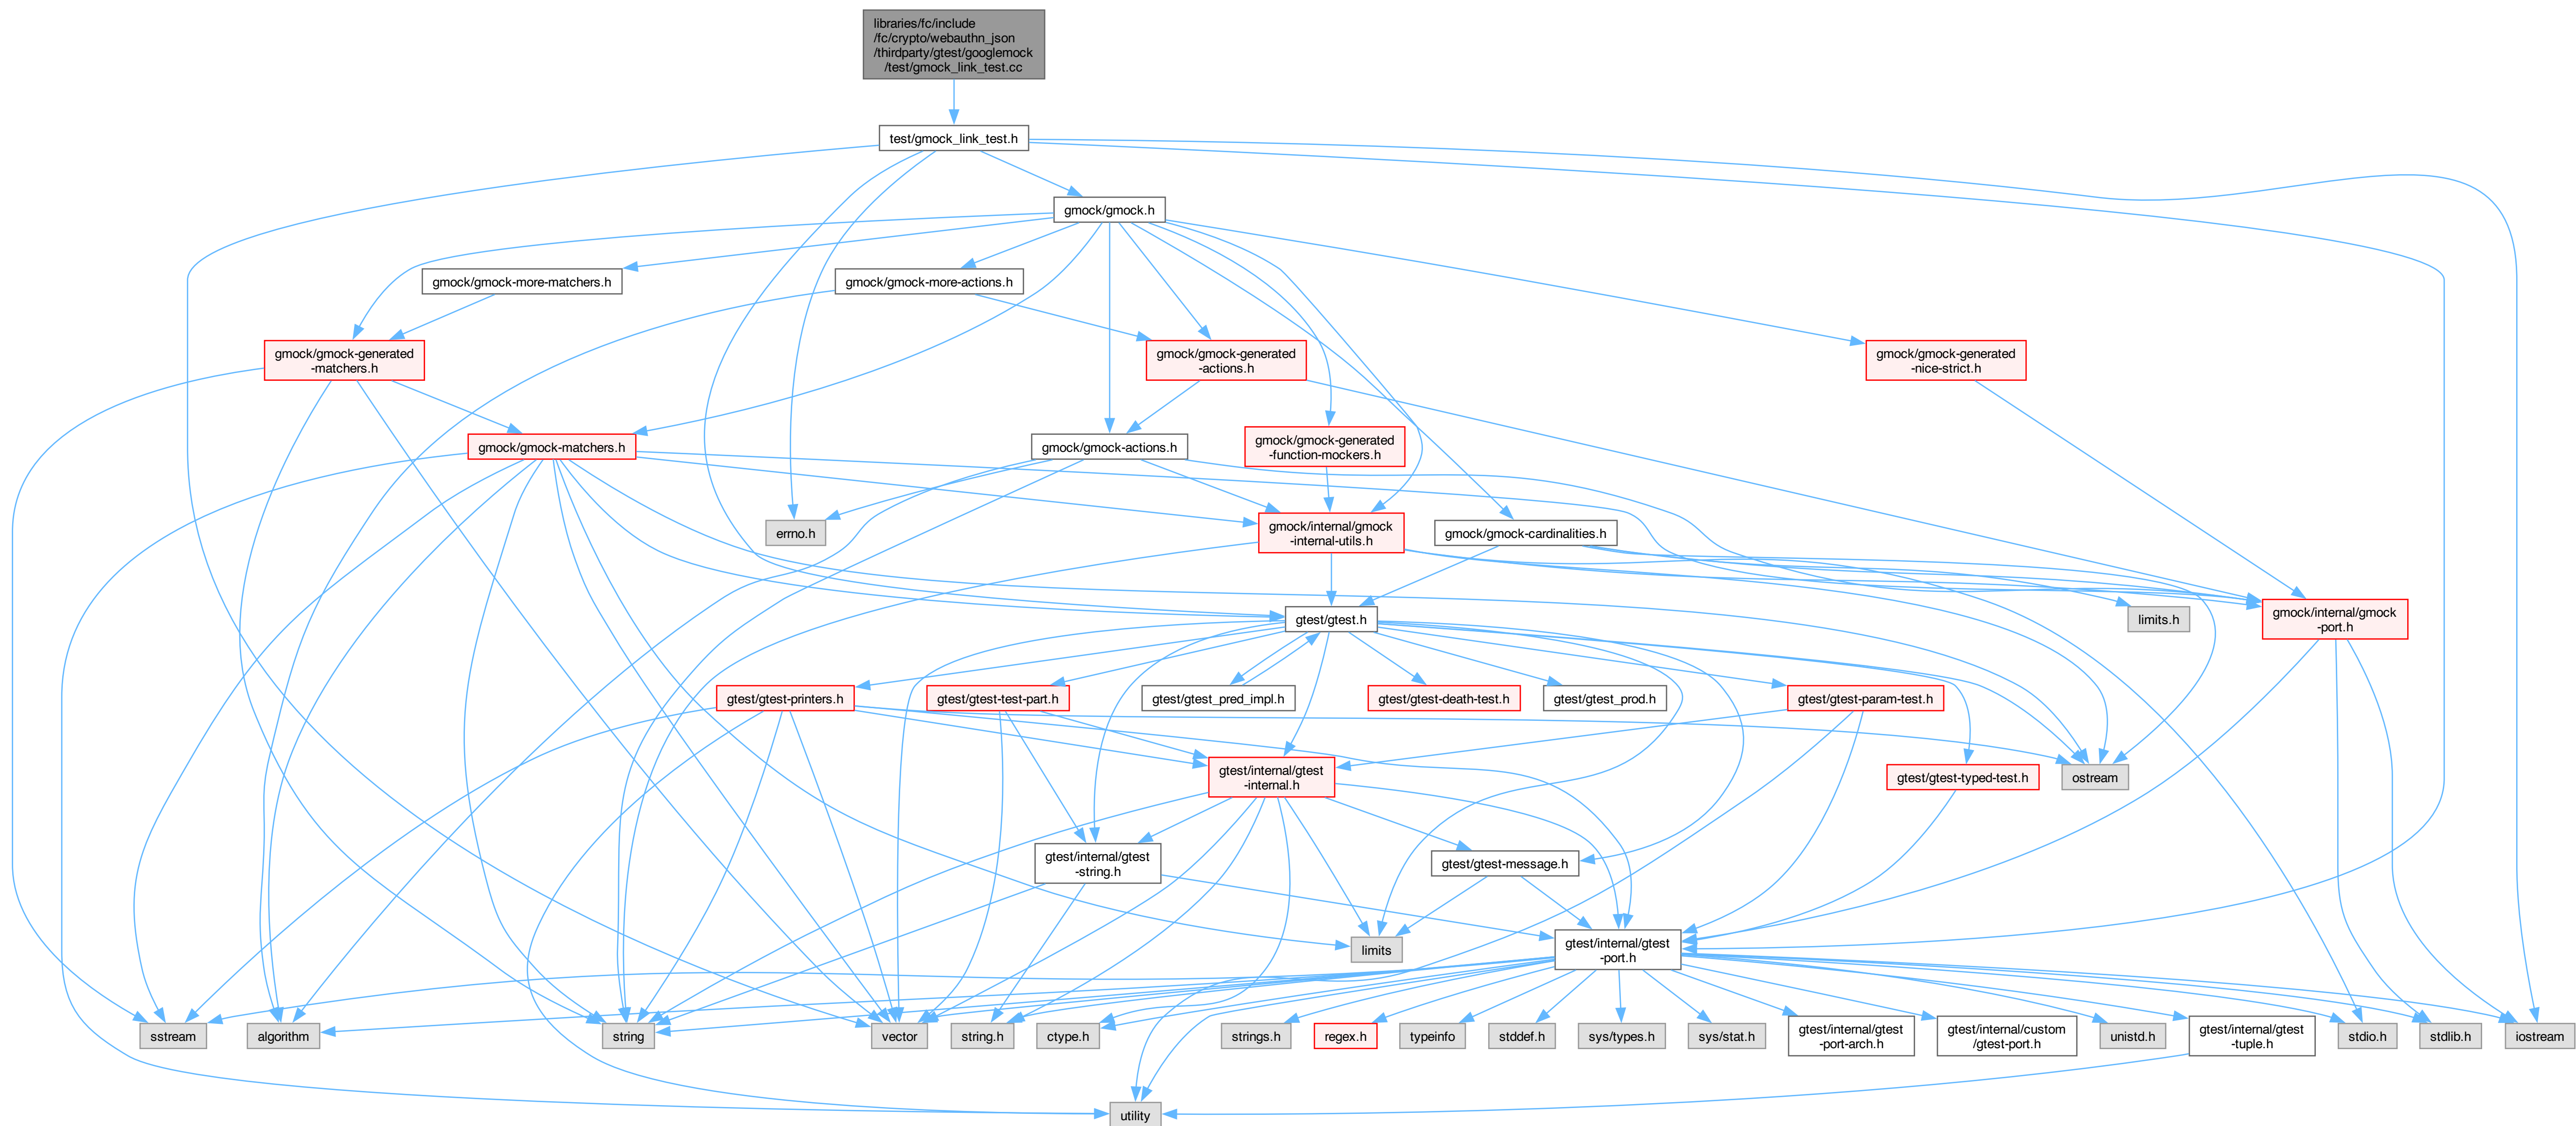 libraries/fc/include
/fc/crypto/webauthn_json
/thirdparty/gtest/googlemock
/test/gmock_link_test.cc
test/gmock_link_test.h
gmock/gmock.h
gmock/gmock-more-matchers.h
gmock/gmock-more-actions.h
gmock/gmock-generated
-matchers.h
gmock/gmock-generated
-actions.h
gmock/gmock-generated
-nice-strict.h
gmock/gmock-matchers.h
gmock/gmock-actions.h
gmock/gmock-generated
-function-mockers.h
errno.h
gmock/internal/gmock
-internal-utils.h
gmock/gmock-cardinalities.h
gtest/gtest.h
limits.h
gmock/internal/gmock
-port.h
gtest/gtest-printers.h
gtest/gtest-test-part.h
gtest/gtest_pred_impl.h
gtest/gtest-death-test.h
gtest/gtest_prod.h
gtest/gtest-param-test.h
gtest/internal/gtest
-internal.h
gtest/gtest-typed-test.h
ostream
gtest/internal/gtest
-string.h
gtest/gtest-message.h
limits
gtest/internal/gtest
-port.h
sstream
algorithm
string
vector
string.h
ctype.h
strings.h
regex.h
typeinfo
stddef.h
sys/types.h
sys/stat.h
gtest/internal/gtest
-port-arch.h
gtest/internal/custom
/gtest-port.h
unistd.h
gtest/internal/gtest
-tuple.h
stdio.h
stdlib.h
iostream
utility